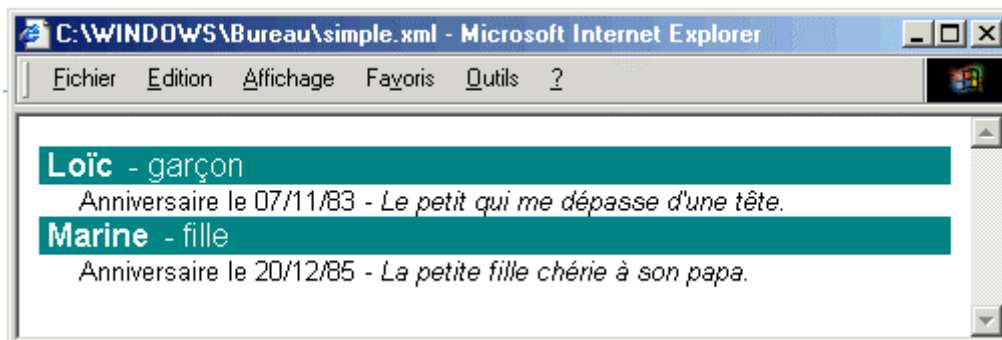 C:\WINDOWS\Bureau\simple.xml - Microsoft Internet Explorer
Fichier Edition Affichage Favoris Outils ?
Loïc - garçon
Anniversaire le 07/11/83 - Le petit qui me dépasse d'une tête.
Marine - fille
Anniversaire le 20/12/85 - La petite fille chérie à son papa.